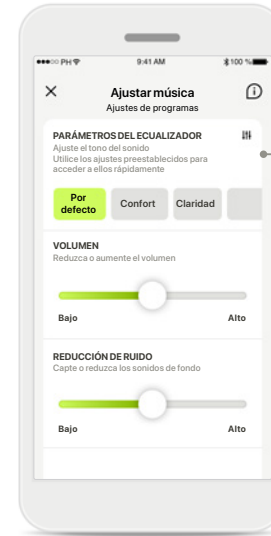 PH 9:41 AM 100 %
Ajustar música
Ajustes de programas
PARÁMETROS DEL ECUALIZADOR
Ajuste el tono del sonido
Utilice los ajustes preestablecidos para
acceder a ellos rápidamente
Por
defecto
Confort
Claridad
VOLUMEN
Reduzca o aumente el volumen
Bajo Alto
REDUCCIÓN DE RUIDO
Capte o reduzca los sonidos de fondo
Bajo Alto